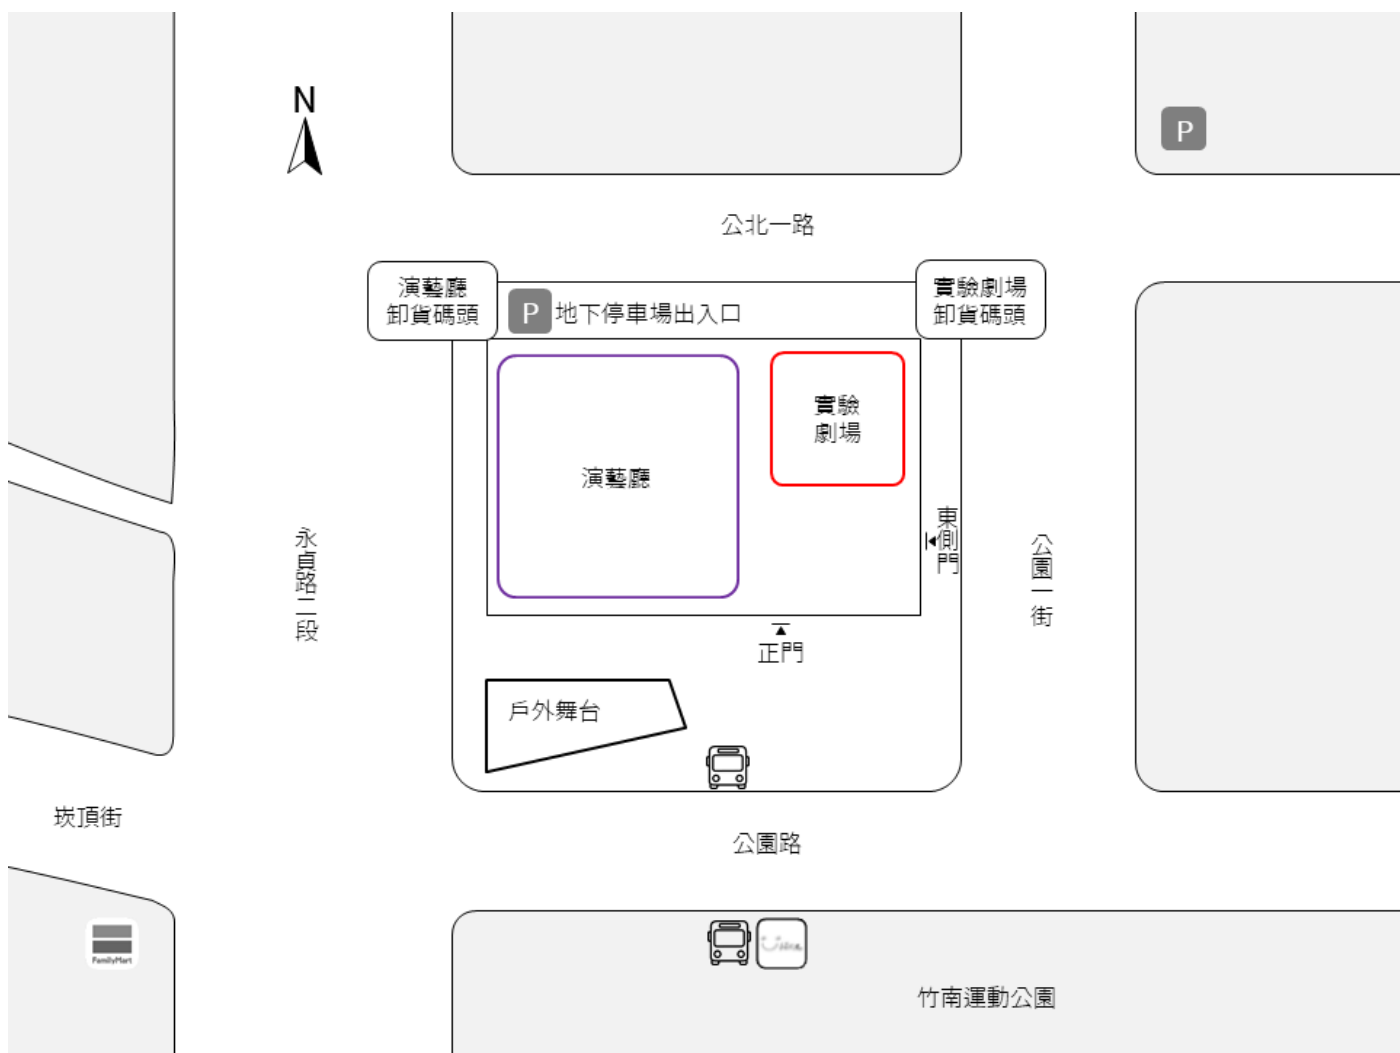 N
P
公北一路
演藝廳
卸貨碼頭
P 地下停車場出入口
實驗劇場
卸貨碼頭
實驗
劇場
演藝廳
永貞路二段
東側門
公園一街
正門
戶外舞台
崁頂街
公園路
FamilyMart
竹南運動公園